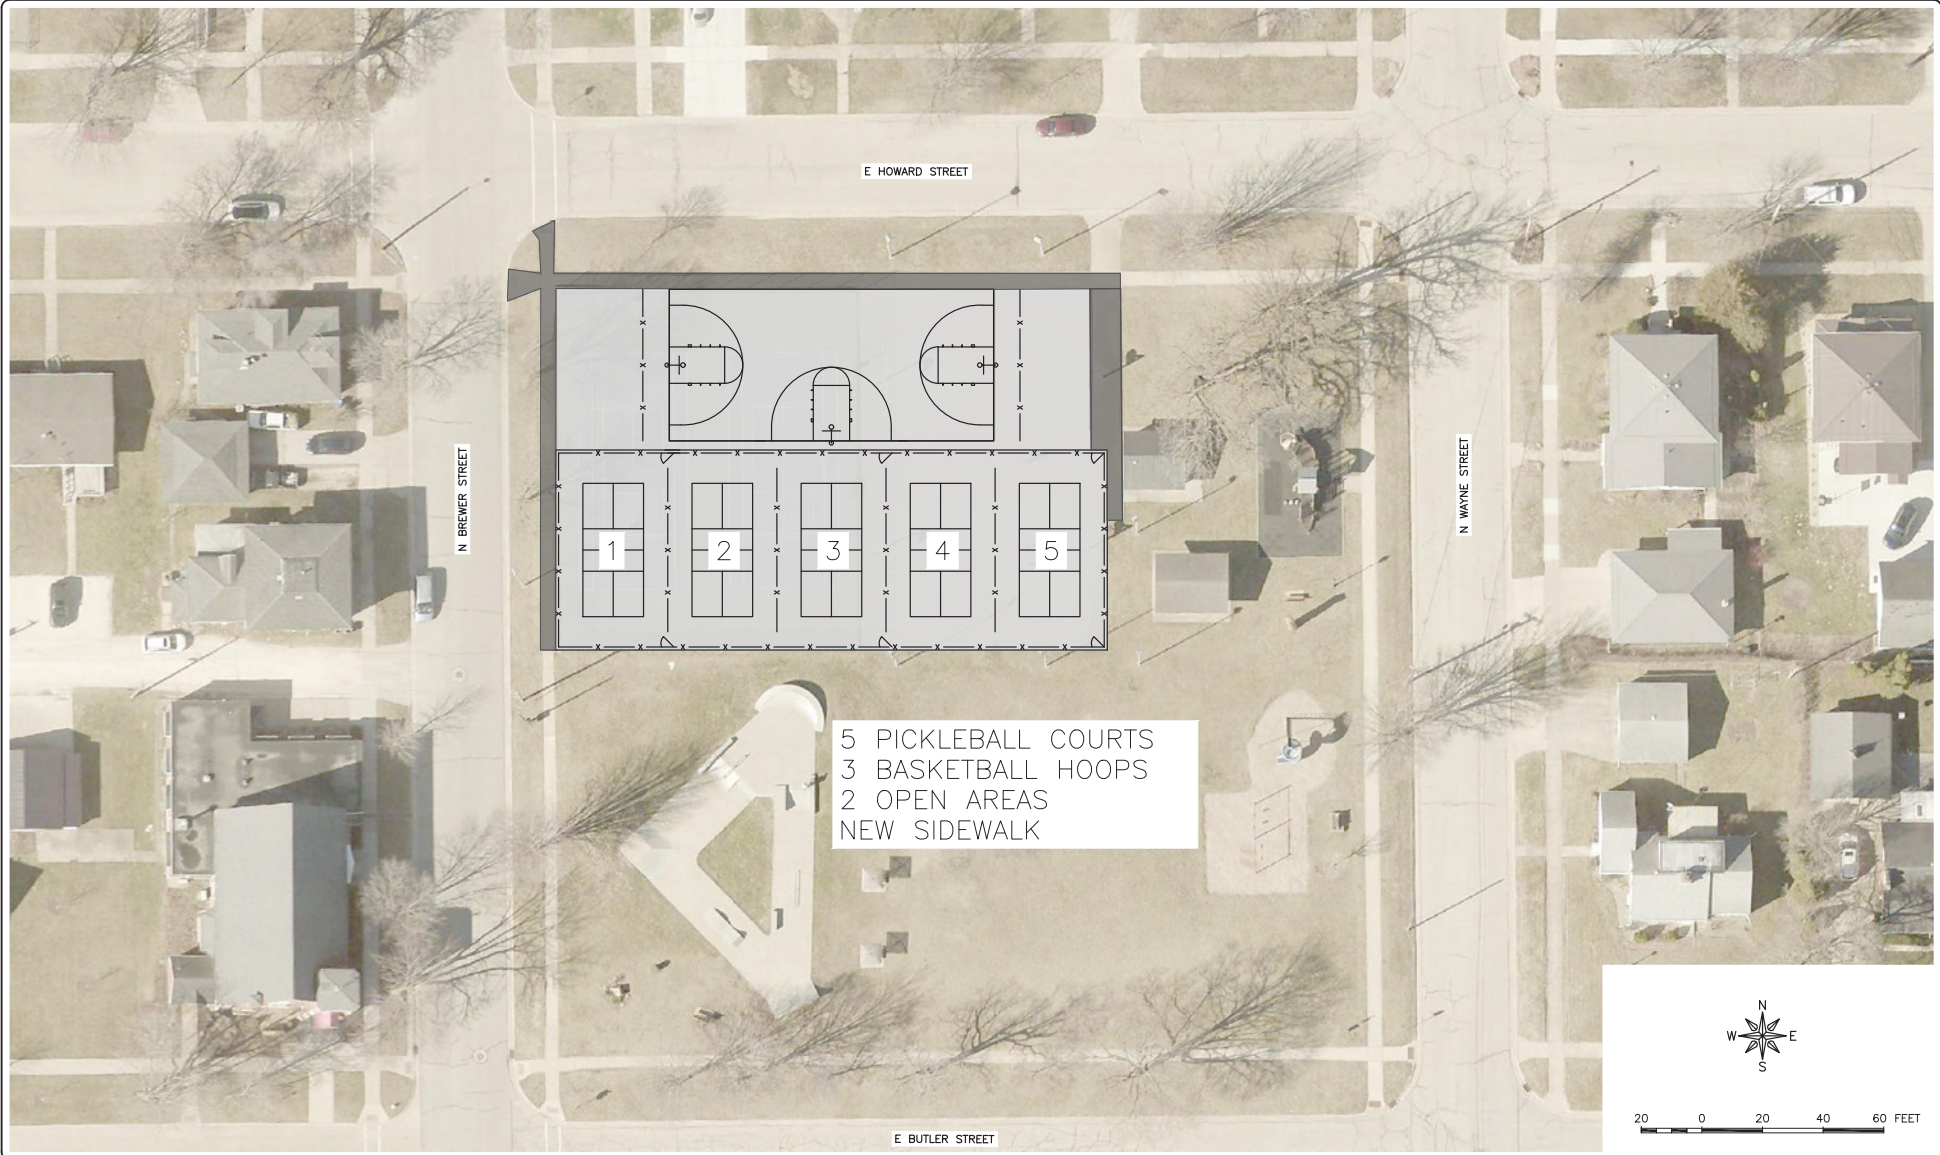 E HOWARD STREET
N BREWER STREET
N WAYNE STREET
1
2
3
4
5
5 PICKLEBALL COURTS
3 BASKETBALL HOOPS
2 OPEN AREAS
NEW SIDEWALK
N
W E
S
20 0 20 40 60 FEET
E BUTLER STREET